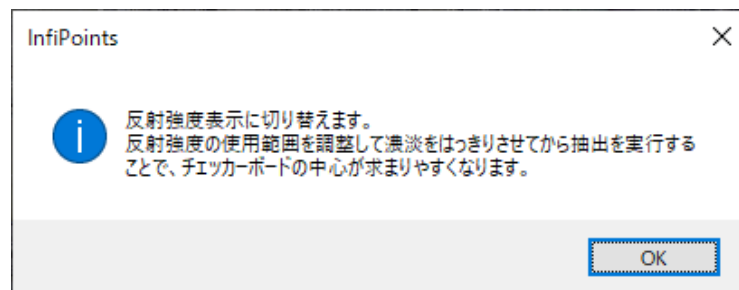 InfiPoints
反射強度表示に切り替えます。
反射強度の使用範囲を調整して濃淡をはっきりさせてから抽出を実行する
ことで、チェッカーボードの中心が求まりやすくなります。
OK